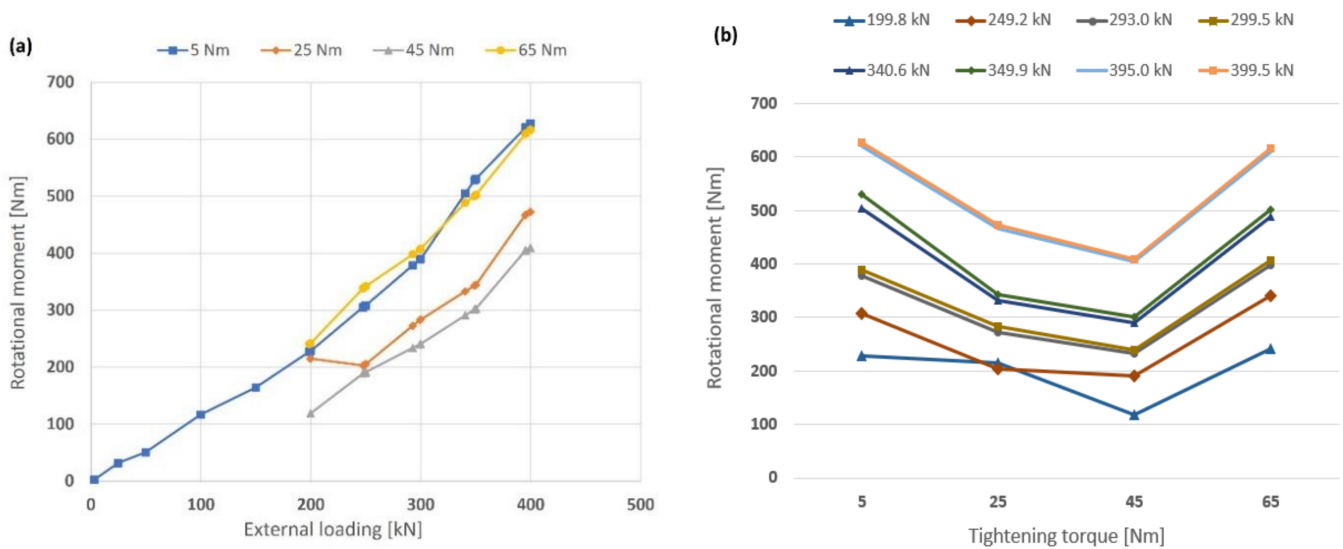 (a)
5 Nm 25 Nm 45 Nm 65 Nm
700
600
500
400
300
200
100
0
Rotational moment [Nm]
0 100 200 300 400 500
External loading [kN]
(b)
199.8 kN 249.2 kN 293.0 kN 299.5 kN
340.6 kN 349.9 kN 395.0 kN 399.5 kN
700
600
500
400
300
200
100
0
Rotational moment [Nm]
5 25 45 65
Tightening torque [Nm]